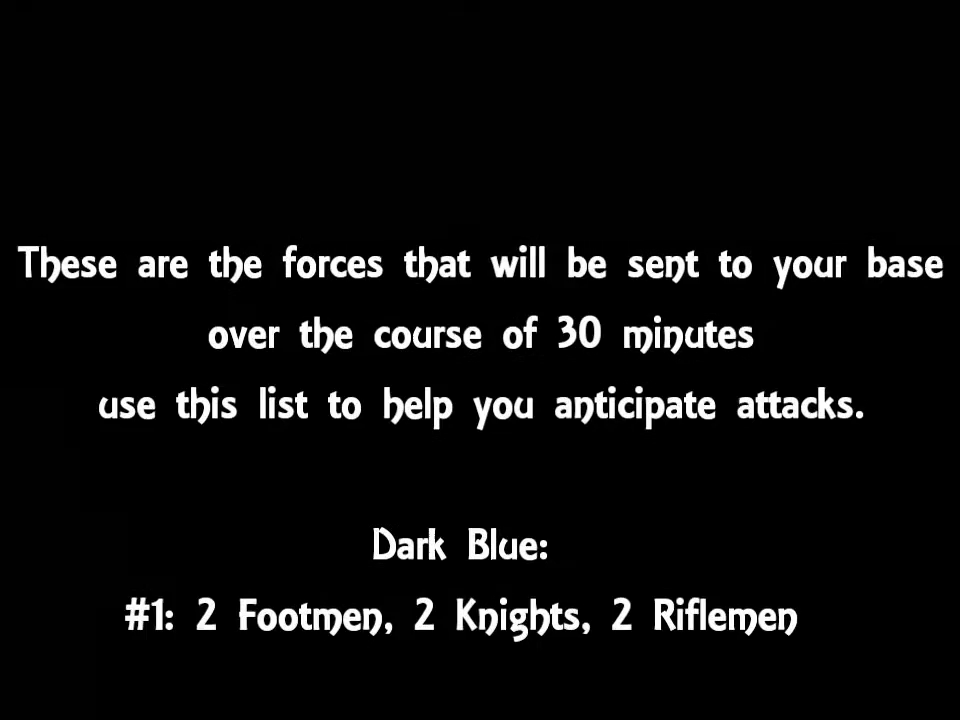 These are the forces that will be sent to your base
over the course of 30 minutes
use this list to help you anticipate attacks.
Dark Blue:
#1: 2 Footmen, 2 Knights, 2 Riflemen